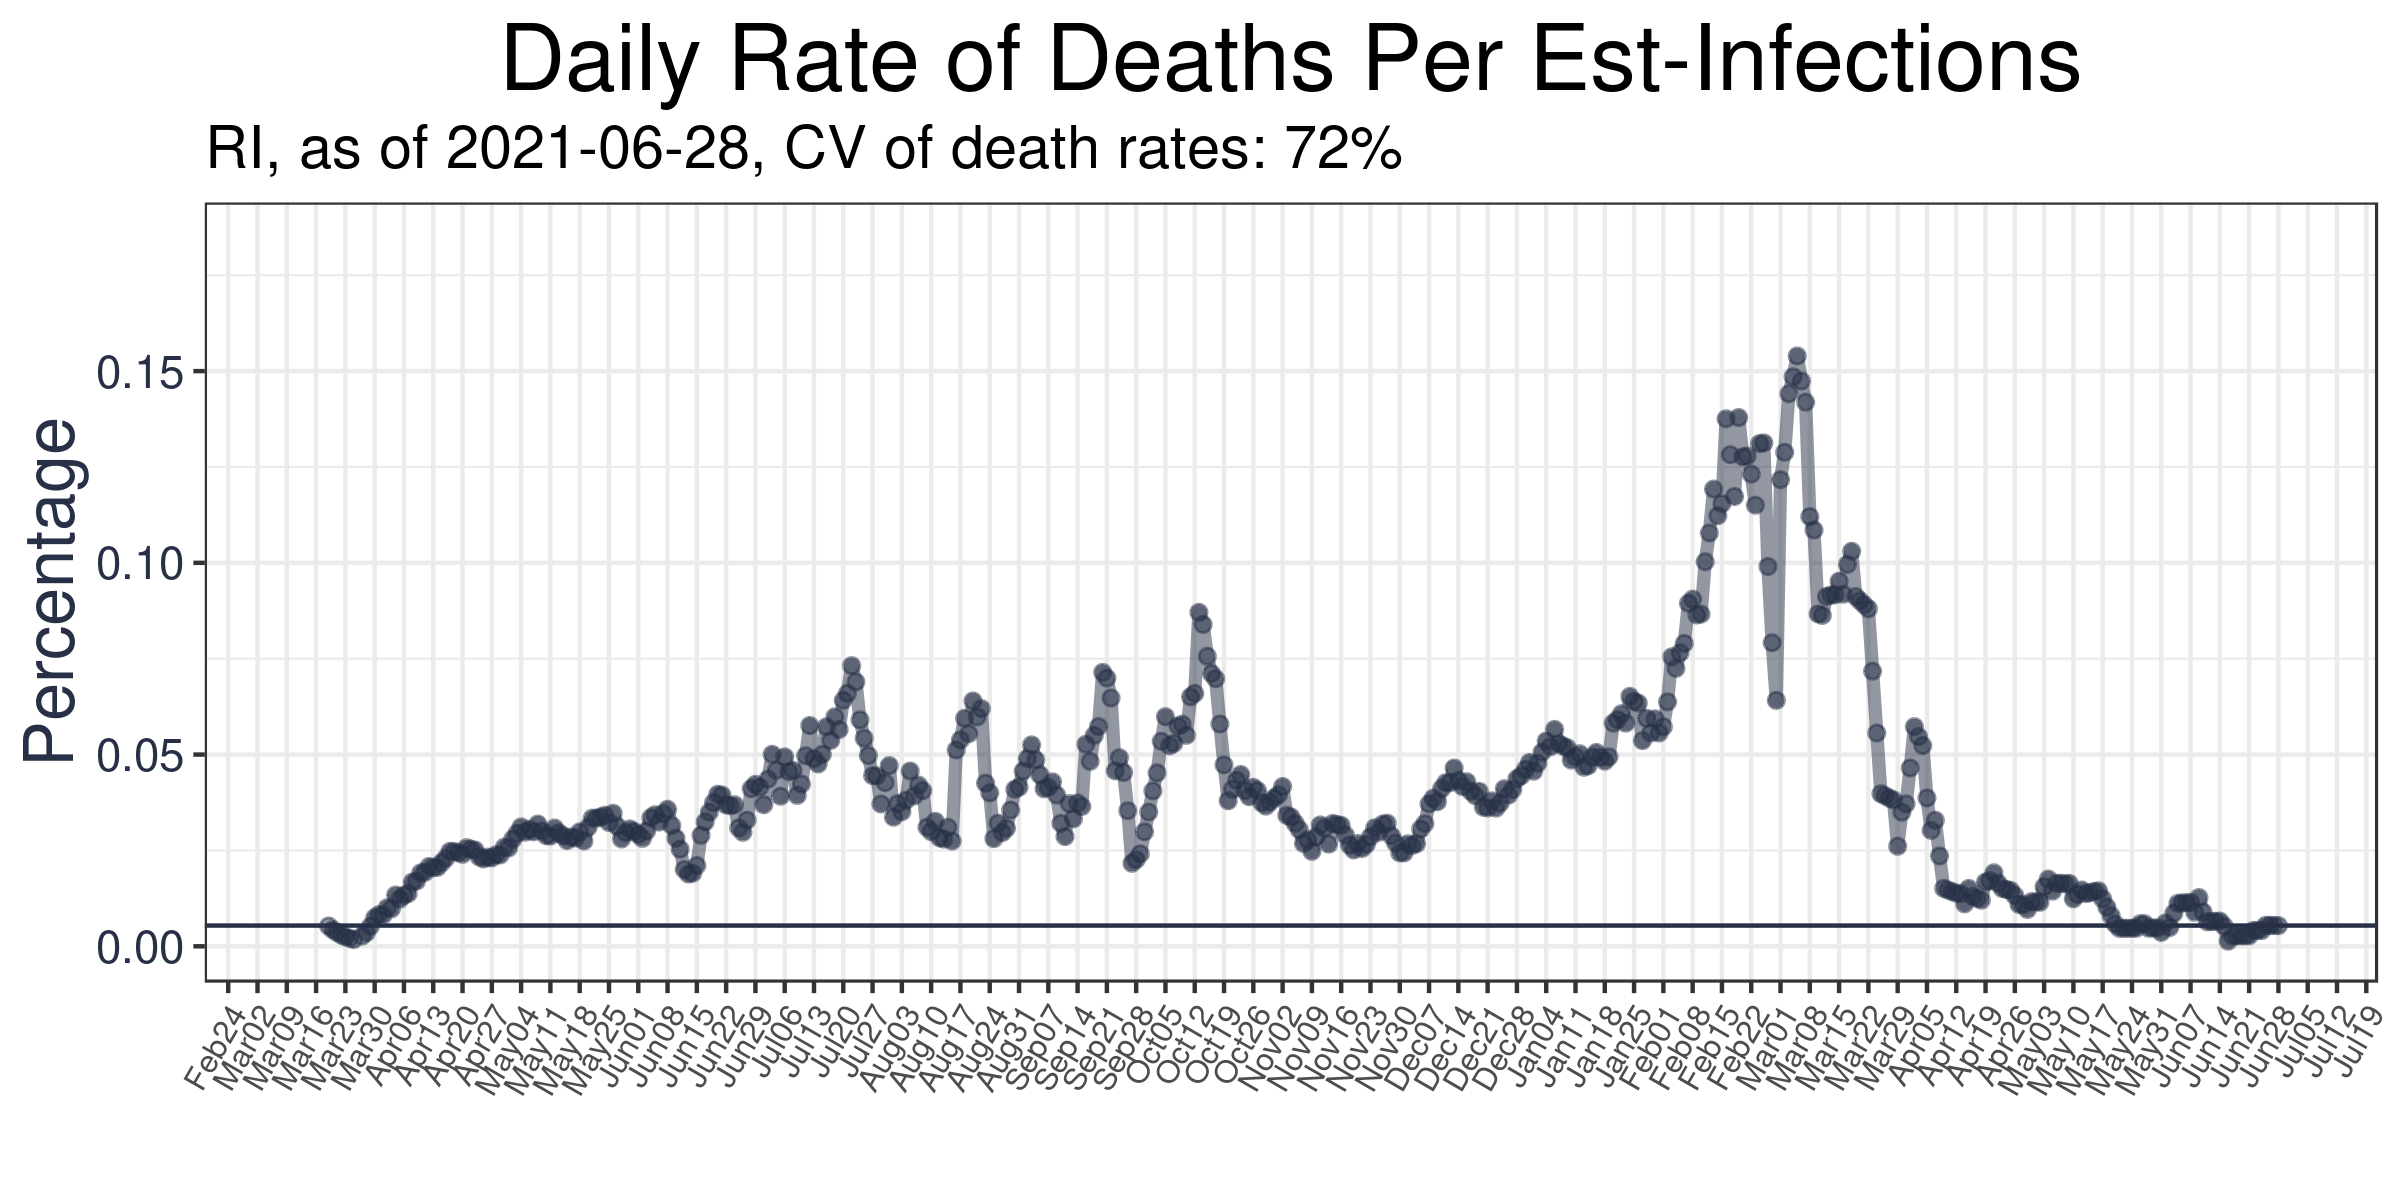 Daily Rate of Deaths Per Est-Infections
RI, as of 2021-06-28, CV of death rates: 72%
Percentage
0.15
0.10
0.05
0.00
Feb24
Mar02
Mar09
Mar16
Mar23
Mar30
Apr06
Apr13
Apr20
Apr27
May04
May11
May18
May25
Jun01
Jun08
Jun15
Jun22
Jun29
Jul06
Jul13
Jul20
Jul27
Aug03
Aug10
Aug17
Aug24
Aug31
Sep07
Sep14
Sep21
Sep28
Oct05
Oct12
Oct19
Oct26
Nov02
Nov09
Nov16
Nov23
Nov30
Dec07
Dec14
Dec21
Dec28
Jan04
Jan11
Jan18
Jan25
Feb01
Feb08
Feb15
Feb22
Mar01
Mar08
Mar15
Mar22
Mar29
Apr05
Apr12
Apr19
Apr26
May03
May10
May17
May24
May31
Jun07
Jun14
Jun21
Jun28
Jul05
Jul12
Jul19